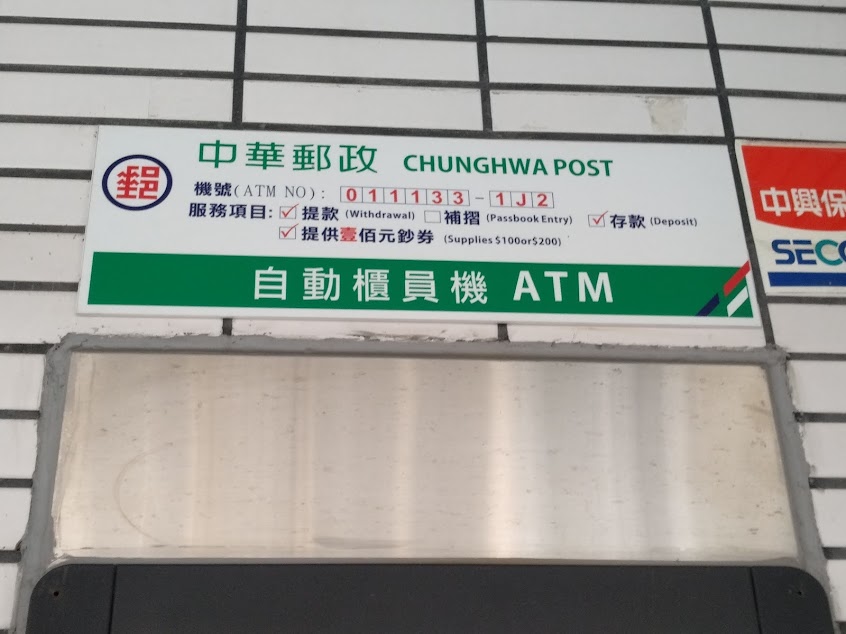 中華郵政 CHUNGHWA POST
郵
機號(ATM NO): 011133-1J2
服務項目: ☑提款 (Withdrawal) ☐補摺 (Passbook Entry) ☑存款 (Deposit)
☑提供壹佰元鈔券 (Supplies $100or$200)
自動櫃員機 ATM
中興保
SECO